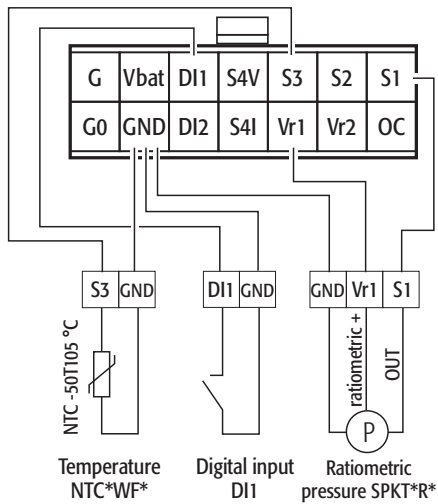 G Vbat DI1 S4V S3 S2 S1
G0 GND DI2 S4I Vr1 Vr2 OC
S3 GND DI1 GND GND Vr1 S1
NTC -50T105 °C
ratiometric +
OUT
P
Temperature
NTC*WF*
Digital input
DI1
Ratiometric
pressure SPKT*R*